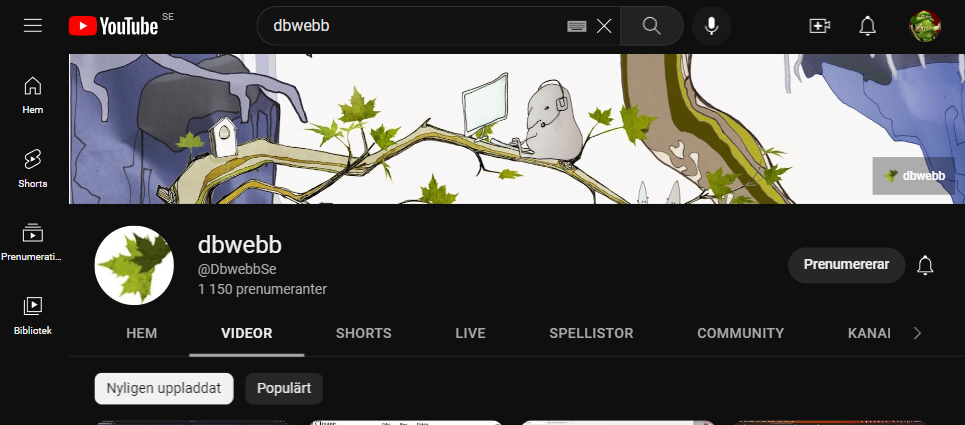 YouTube SE
dbwebb
Hem
Shorts
Prenumerati...
Bibliotek
dbwebb
dbwebb
@DbwebbSe
1 150 prenumeranter
Prenumererar
HEM VIDEOR SHORTS LIVE SPELLISTOR COMMUNITY KANAL
Nyligen uppladdat Populärt